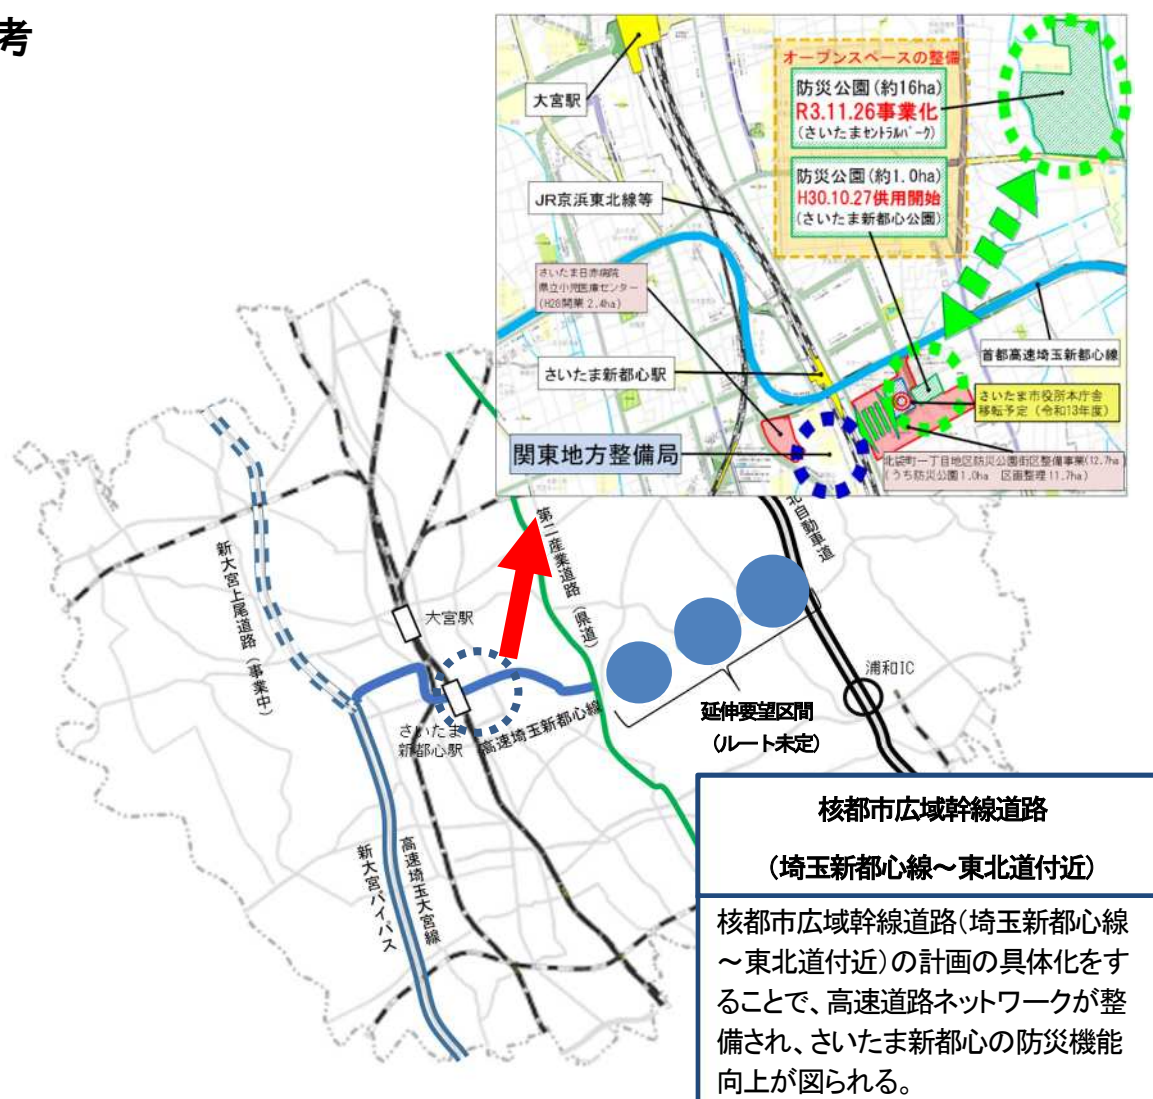 考
オープンスペースの整備
防災公園(約16ha)
R3.11.26事業化
(さいたまセントラルパーク)
防災公園(約1.0ha)
H30.10.27供用開始
(さいたま新都心公園)
大宮駅
JR京浜東北線等
さいたま日赤病院
県立小児医療センター
(H28開業 2.4ha)
さいたま新都心駅
首都高速埼玉新都心線
さいたま市役所本庁舎
移転予定(令和13年度)
関東地方整備局
北袋町一丁目地区防災公園街区整備事業(12.7ha
(うち防災公園1.0ha 区画整理11.7ha)
北自動車道
第二産業道路(県道)
新大宮上尾道路(事業中)
大宮駅
浦和IC
さいたま
新都心駅
高速埼玉新都心線
延伸要望区間
(ルート未定)
新大宮バイパス
高速埼玉大宮線
核都市広域幹線道路
(埼玉新都心線~東北道付近)
核都市広域幹線道路(埼玉新都心線
~東北道付近)の計画の具体化をす
ることで、高速道路ネットワークが整
備され、さいたま新都心の防災機能
向上が図られる。